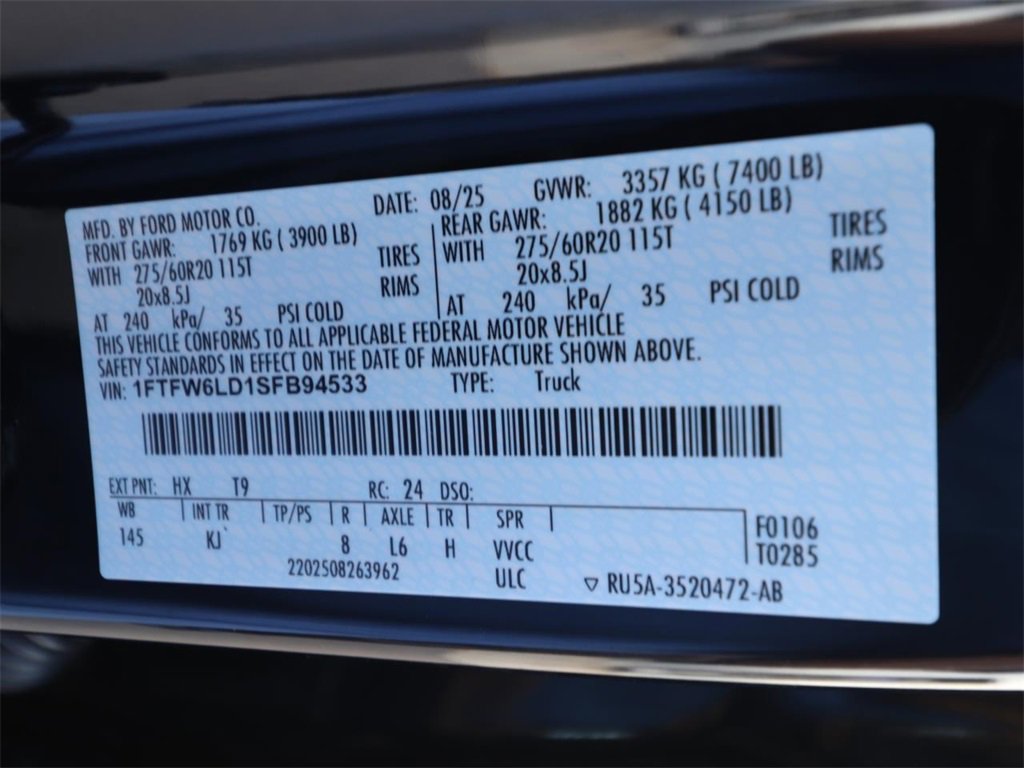 MFD. BY FORD MOTOR CO. DATE: 08/25 GVWR: 3357 KG ( 7400 LB)
FRONT GAWR: 1769 KG ( 3900 LB) REAR GAWR: 1882 KG ( 4150 LB)
WITH 275/60R20 115T TIRES WITH 275/60R20 115T TIRES
20x8.5J RIMS 20x8.5J RIMS
AT 240 kPa/ 35 PSI COLD AT 240 kPa/ 35 PSI COLD
THIS VEHICLE CONFORMS TO ALL APPLICABLE FEDERAL MOTOR VEHICLE
SAFETY STANDARDS IN EFFECT ON THE DATE OF MANUFACTURE SHOWN ABOVE.
VIN: 1FTFW6LD1SFB94533 TYPE: Truck
EXT PNT: HX T9 RC: 24 DSO:
WB INT TR TP/PS R AXLE TR SPR F0106
145 KJ 8 L6 H VVCC T0285
2202508263962 ULC ▽ RU5A-3520472-AB